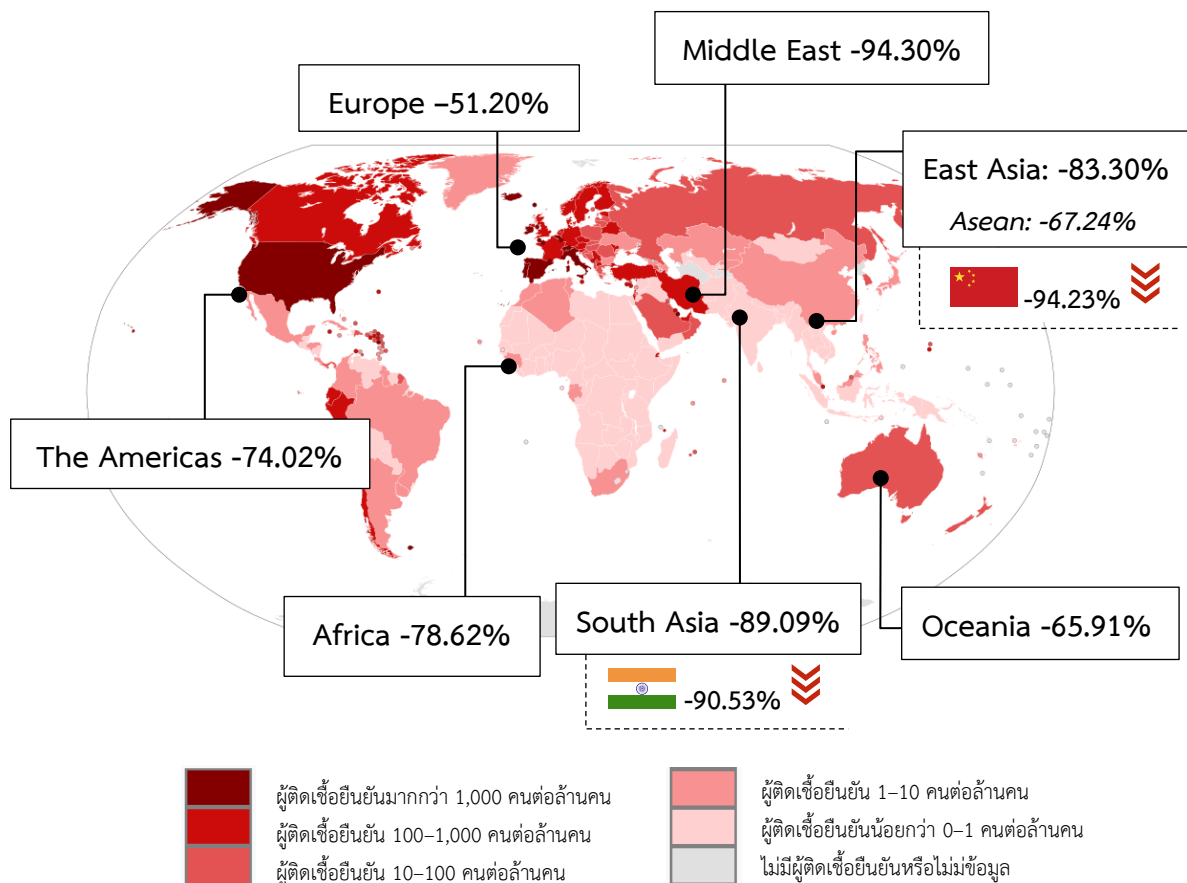 Middle East -94.30%
Europe –51.20%
East Asia: -83.30%
Asean: -67.24%
-94.23%
The Americas -74.02%
Africa -78.62%
South Asia -89.09%
-90.53%
Oceania -65.91%
ผู้ติดเชื้อยืนยันมากกว่า 1,000 คนต่อล้านคน
ผู้ติดเชื้อยืนยัน 100–1,000 คนต่อล้านคน
ผู้ติดเชื้อยืนยัน 10–100 คนต่อล้านคน
ผู้ติดเชื้อยืนยัน 1–10 คนต่อล้านคน
ผู้ติดเชื้อยืนยันน้อยกว่า 0–1 คนต่อล้านคน
ไม่มีผู้ติดเชื้อยืนยันหรือไม่มข้อมูล